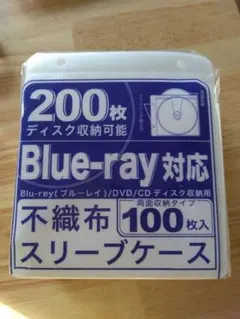 200枚
ディスク収納可能
Blue-ray対応
Blu-rey(ブルーレイ)/DVD/CDディスク収納用
不織布
両面収納タイプ
100枚入
スリーブケース